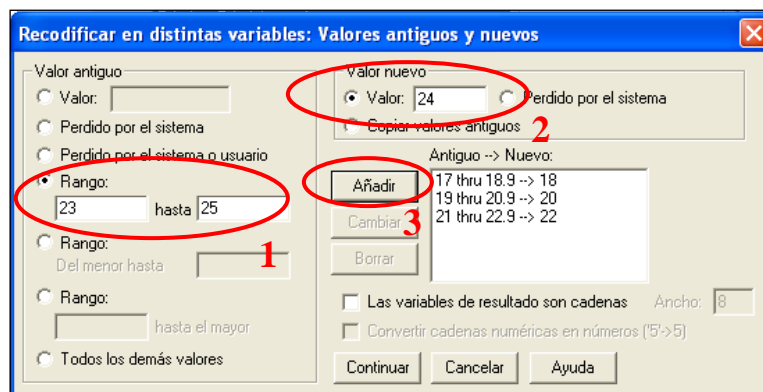 Recodificar en distintas variables: Valores antiguos y nuevos
Valor antiguo
Valor:
Perdido por el sistema
Perdido por el sistema o usuario
Rango:
23 hasta 25
1
Rango:
Del menor hasta
Rango:
hasta el mayor
Todos los demás valores
Valor nuevo
Valor: 24 Perdido por el sistema
Copiar valores antiguos
2
Antiguo --> Nuevo:
Añadir
Cambiar
Borrar
3
17 thru 18.9 --> 18
19 thru 20.9 --> 20
21 thru 22.9 --> 22
Las variables de resultado son cadenas Ancho: 8
Convertir cadenas numéricas en números ('5'->5)
Continuar Cancelar Ayuda